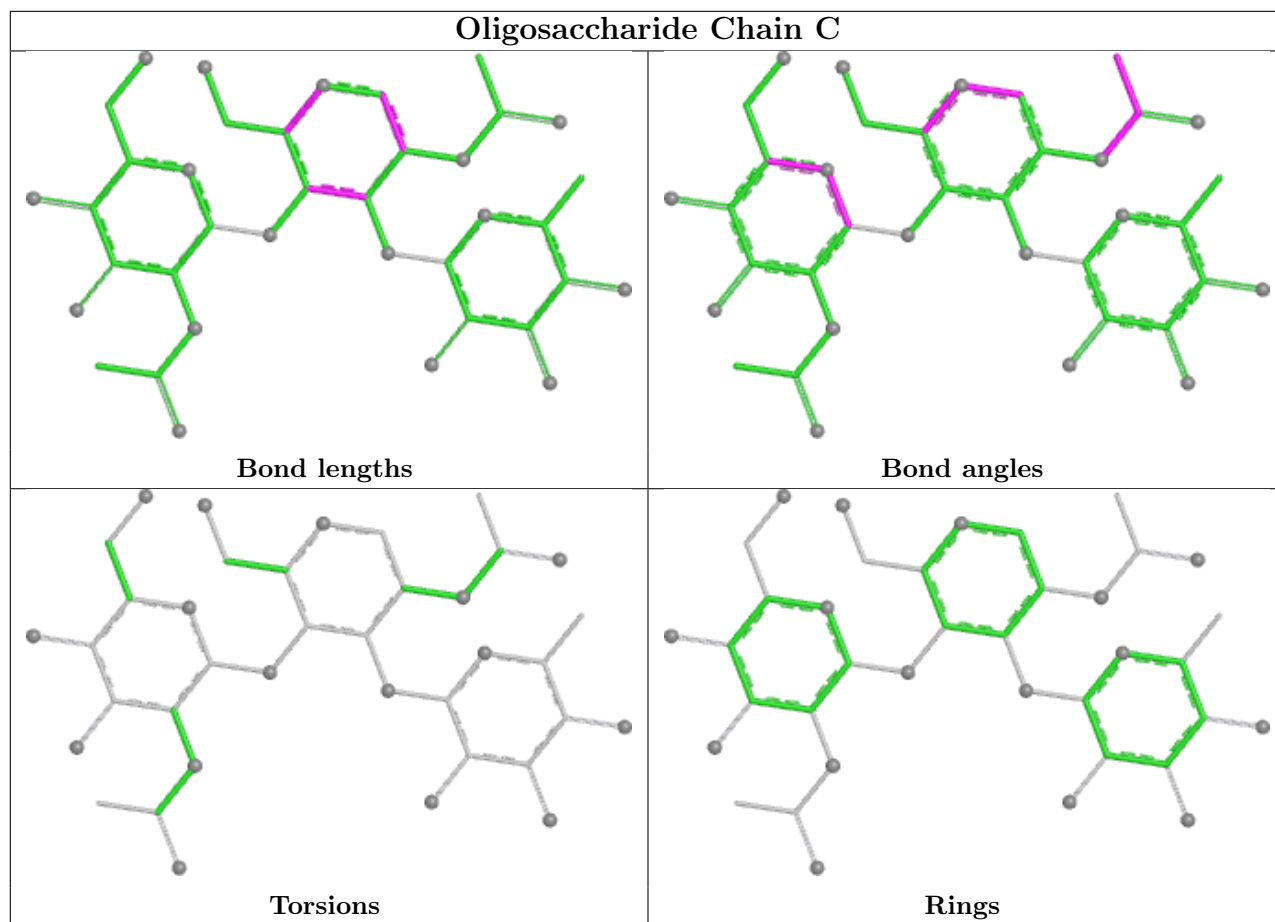 Oligosaccharide Chain C
Bond lengths
Bond angles
Torsions
Rings